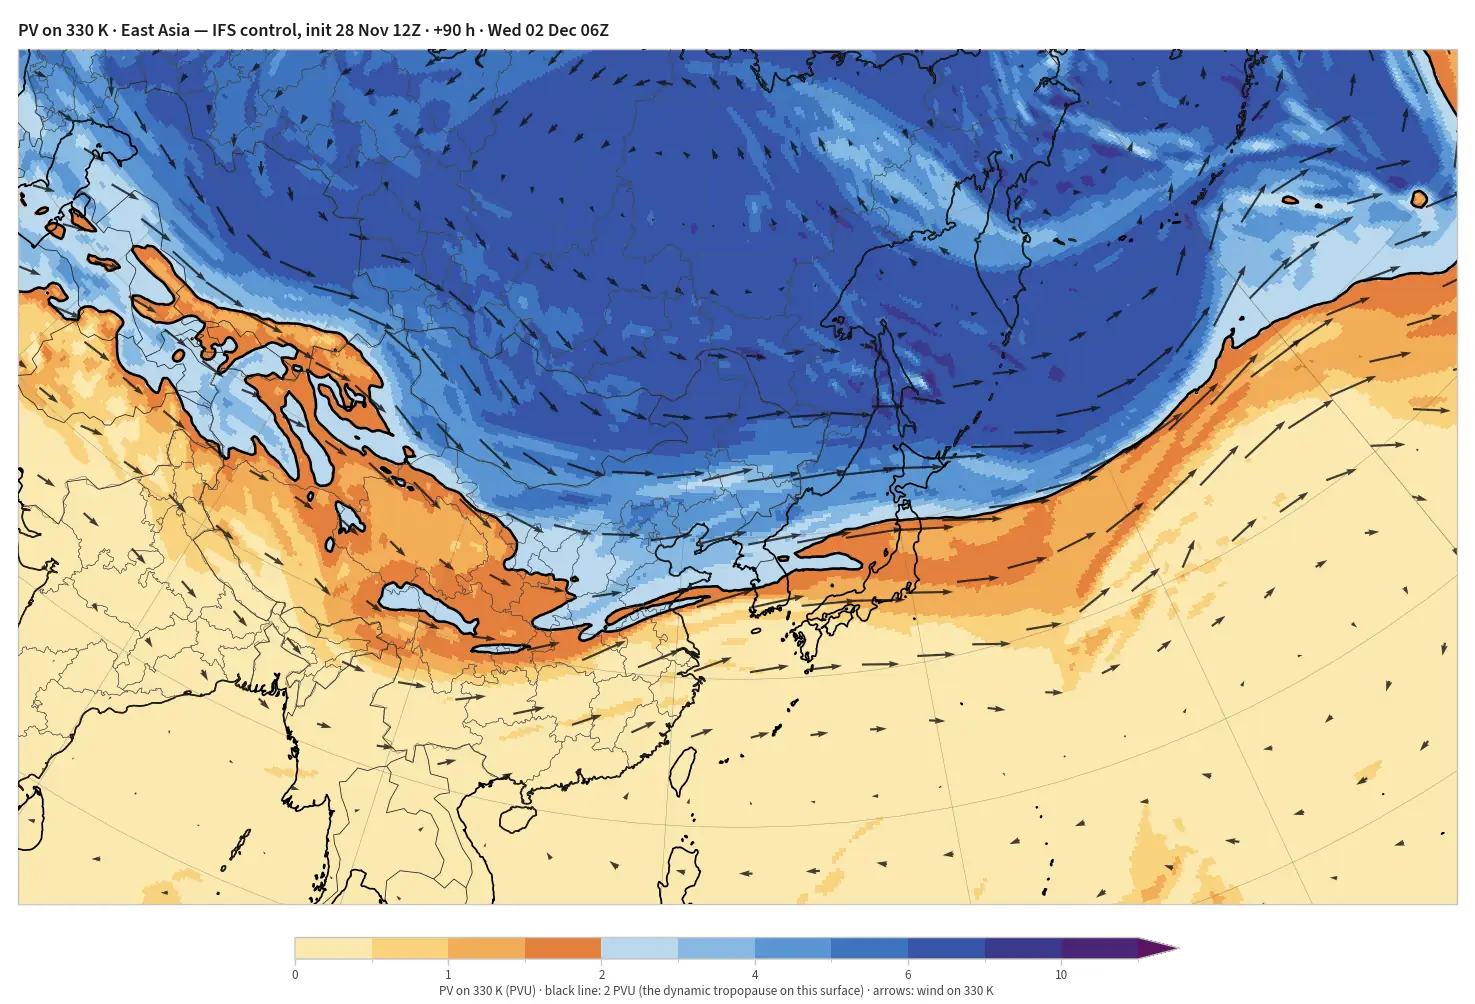 PV on 330 K · East Asia — IFS control, init 28 Nov 12Z · +90 h · Wed 02 Dec 06Z
0 1 2 4 6 10
PV on 330 K (PVU) · black line: 2 PVU (the dynamic tropopause on this surface) · arrows: wind on 330 K